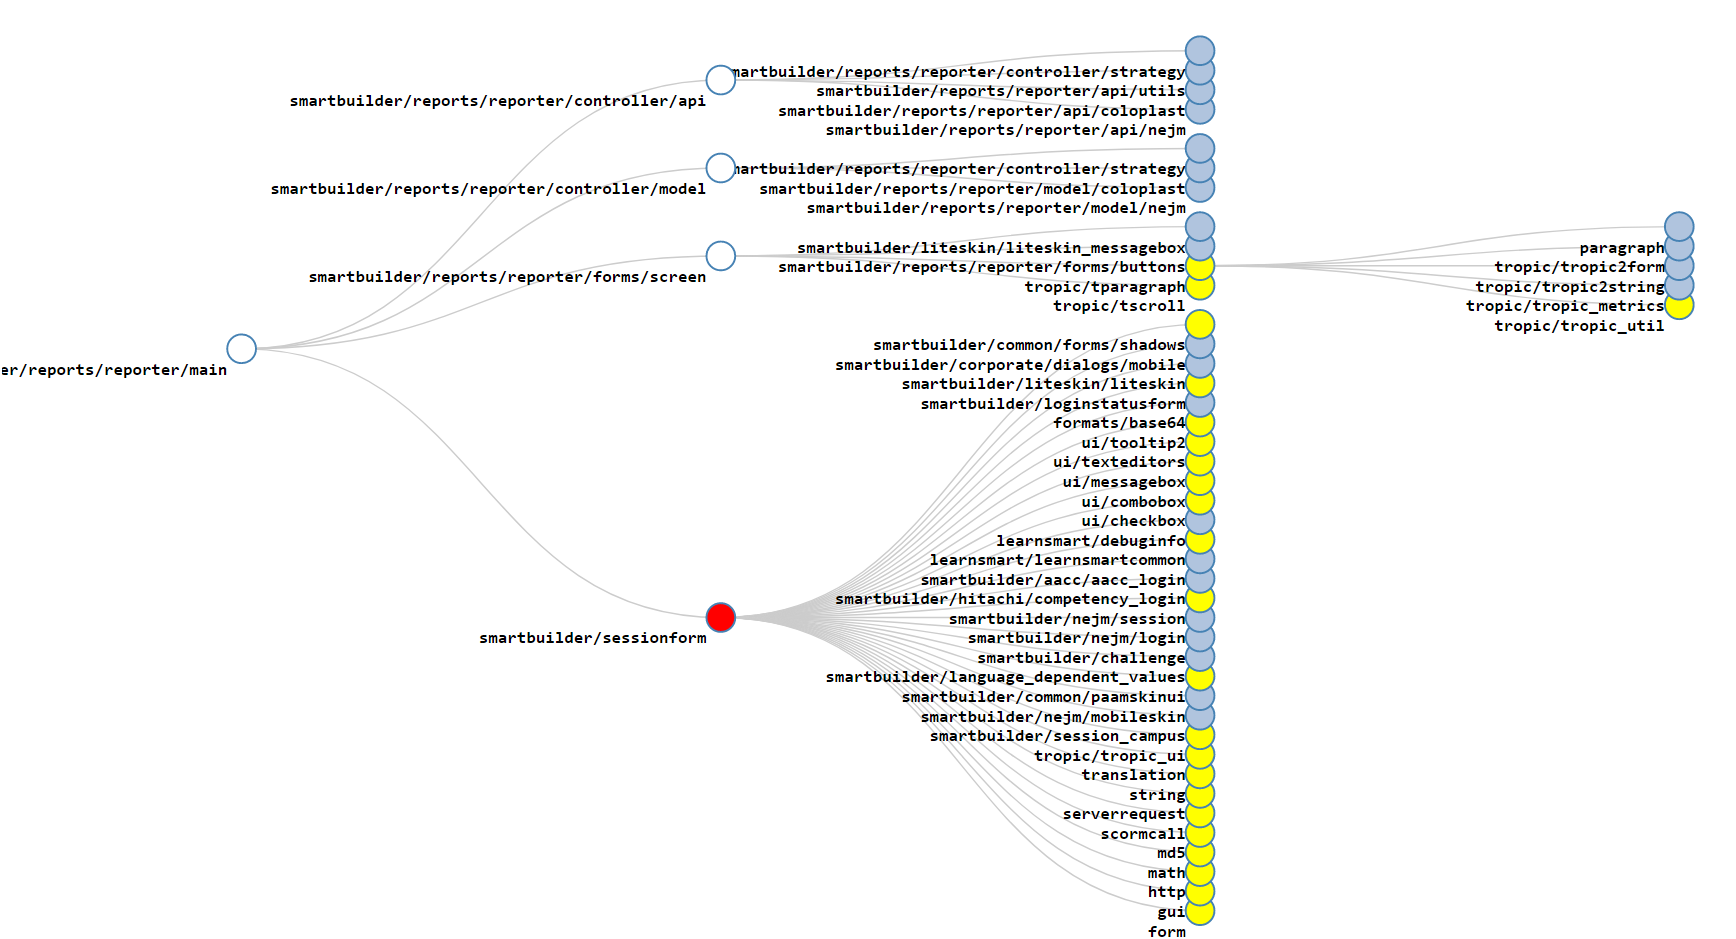 er/reports/reporter/main
smartbuilder/reports/reporter/controller/api
smartbuilder/reports/reporter/controller/model
smartbuilder/reports/reporter/forms/screen
smartbuilder/sessionform
martbuilder/reports/reporter/controller/strategy
smartbuilder/reports/reporter/api/utils
smartbuilder/reports/reporter/api/coloplast
smartbuilder/reports/reporter/api/nejm
martbuilder/reports/reporter/controller/strategy
smartbuilder/reports/reporter/model/coloplast
smartbuilder/reports/reporter/model/nejm
smartbuilder/liteskin/liteskin_messagebox
smartbuilder/reports/reporter/forms/buttons
tropic/tparagraph
tropic/tscroll
smartbuilder/common/forms/shadows
smartbuilder/corporate/dialogs/mobile
smartbuilder/liteskin/liteskin
smartbuilder/loginstatusform
formats/base64
ui/tooltip2
ui/texteditors
ui/messagebox
ui/combobox
ui/checkbox
learnsmart/debuginfo
learnsmart/learnsmartcommon
smartbuilder/aacc/aacc_login
smartbuilder/hitachi/competency_login
smartbuilder/nejm/session
smartbuilder/nejm/login
smartbuilder/challenge
smartbuilder/language_dependent_values
smartbuilder/common/paamskinui
smartbuilder/nejm/mobileskin
smartbuilder/session_campus
tropic/tropic_ui
translation
string
serverrequest
scormcall
md5
math
http
gui
form
paragraph
tropic/tropic2form
tropic/tropic2string
tropic/tropic_metrics
tropic/tropic_util